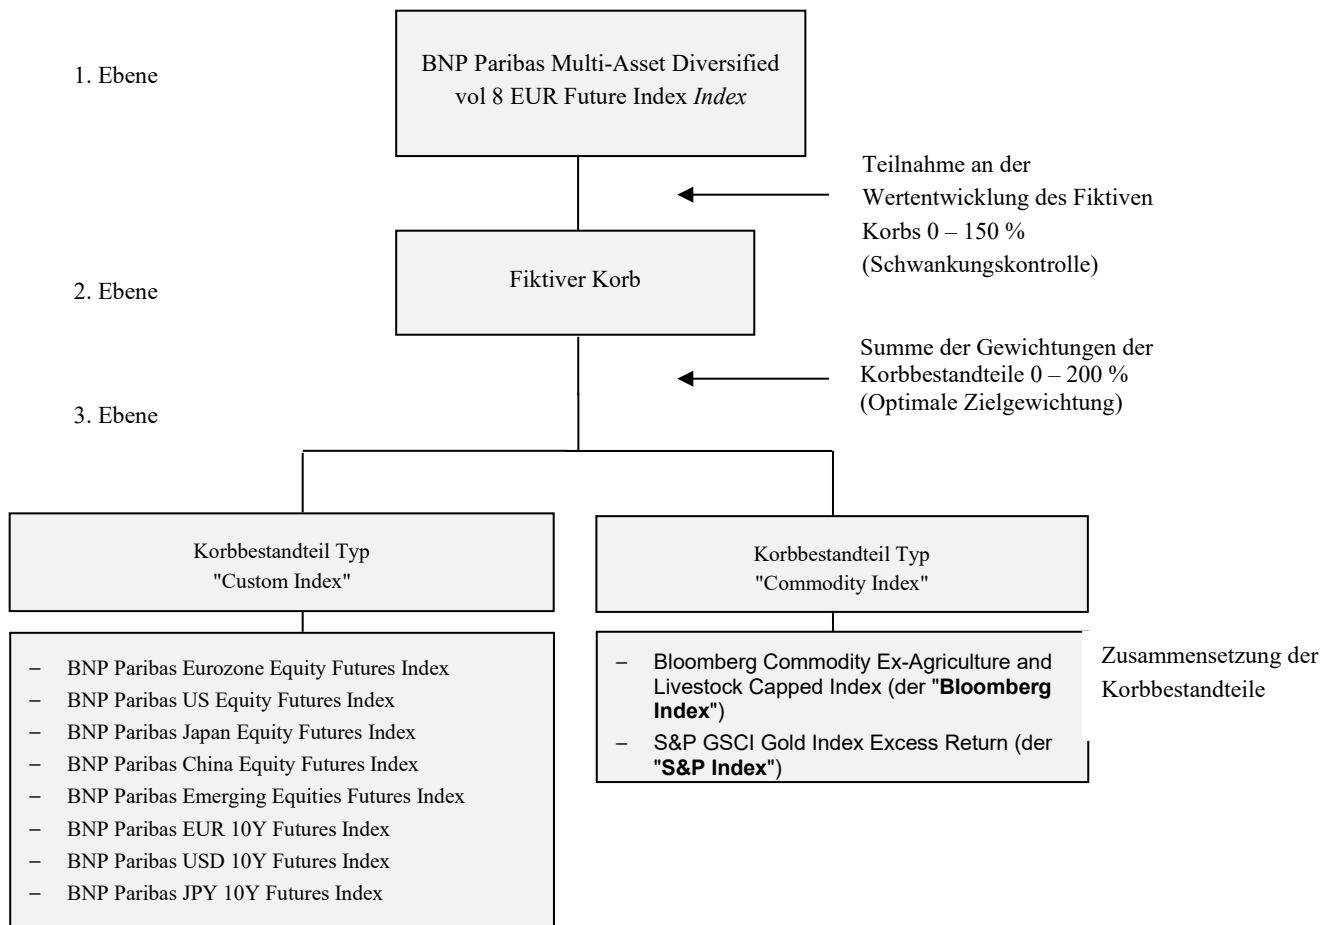 1. Ebene
BNP Paribas Multi-Asset Diversified
vol 8 EUR Future Index Index
Teilnahme an der
Wertentwicklung des Fiktiven
Korbs 0 – 150 %
(Schwankungskontrolle)
2. Ebene
Fiktiver Korb
Summe der Gewichtungen der
Korbbestandteile 0 – 200 %
(Optimale Zielgewichtung)
3. Ebene
Korbbestandteil Typ
"Custom Index"
Korbbestandteil Typ
"Commodity Index"
– BNP Paribas Eurozone Equity Futures Index
– BNP Paribas US Equity Futures Index
– BNP Paribas Japan Equity Futures Index
– BNP Paribas China Equity Futures Index
– BNP Paribas Emerging Equities Futures Index
– BNP Paribas EUR 10Y Futures Index
– BNP Paribas USD 10Y Futures Index
– BNP Paribas JPY 10Y Futures Index
– Bloomberg Commodity Ex-Agriculture and
Livestock Capped Index (der "Bloomberg
Index")
– S&P GSCI Gold Index Excess Return (der
"S&P Index")
Zusammensetzung der
Korbbestandteile